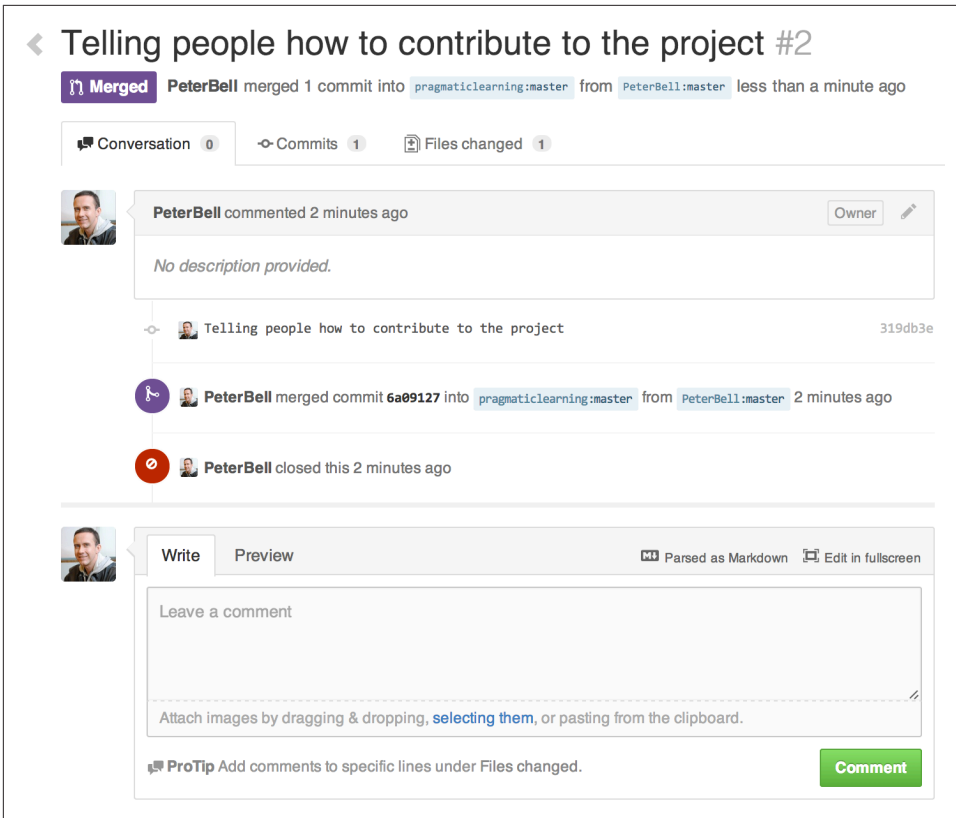 Telling people how to contribute to the project #2
Merged PeterBell merged 1 commit into pragmaticlearning:master from PeterBell:master less than a minute ago
Conversation 0 Commits 1 Files changed 1
PeterBell commented 2 minutes ago Owner
No description provided.
Telling people how to contribute to the project 319db3e
PeterBell merged commit 6a09127 into pragmaticlearning:master from PeterBell:master 2 minutes ago
PeterBell closed this 2 minutes ago
Write Preview Parsed as Markdown Edit in fullscreen
Leave a comment
Attach images by dragging & dropping, selecting them, or pasting from the clipboard.
ProTip Add comments to specific lines under Files changed.
Comment